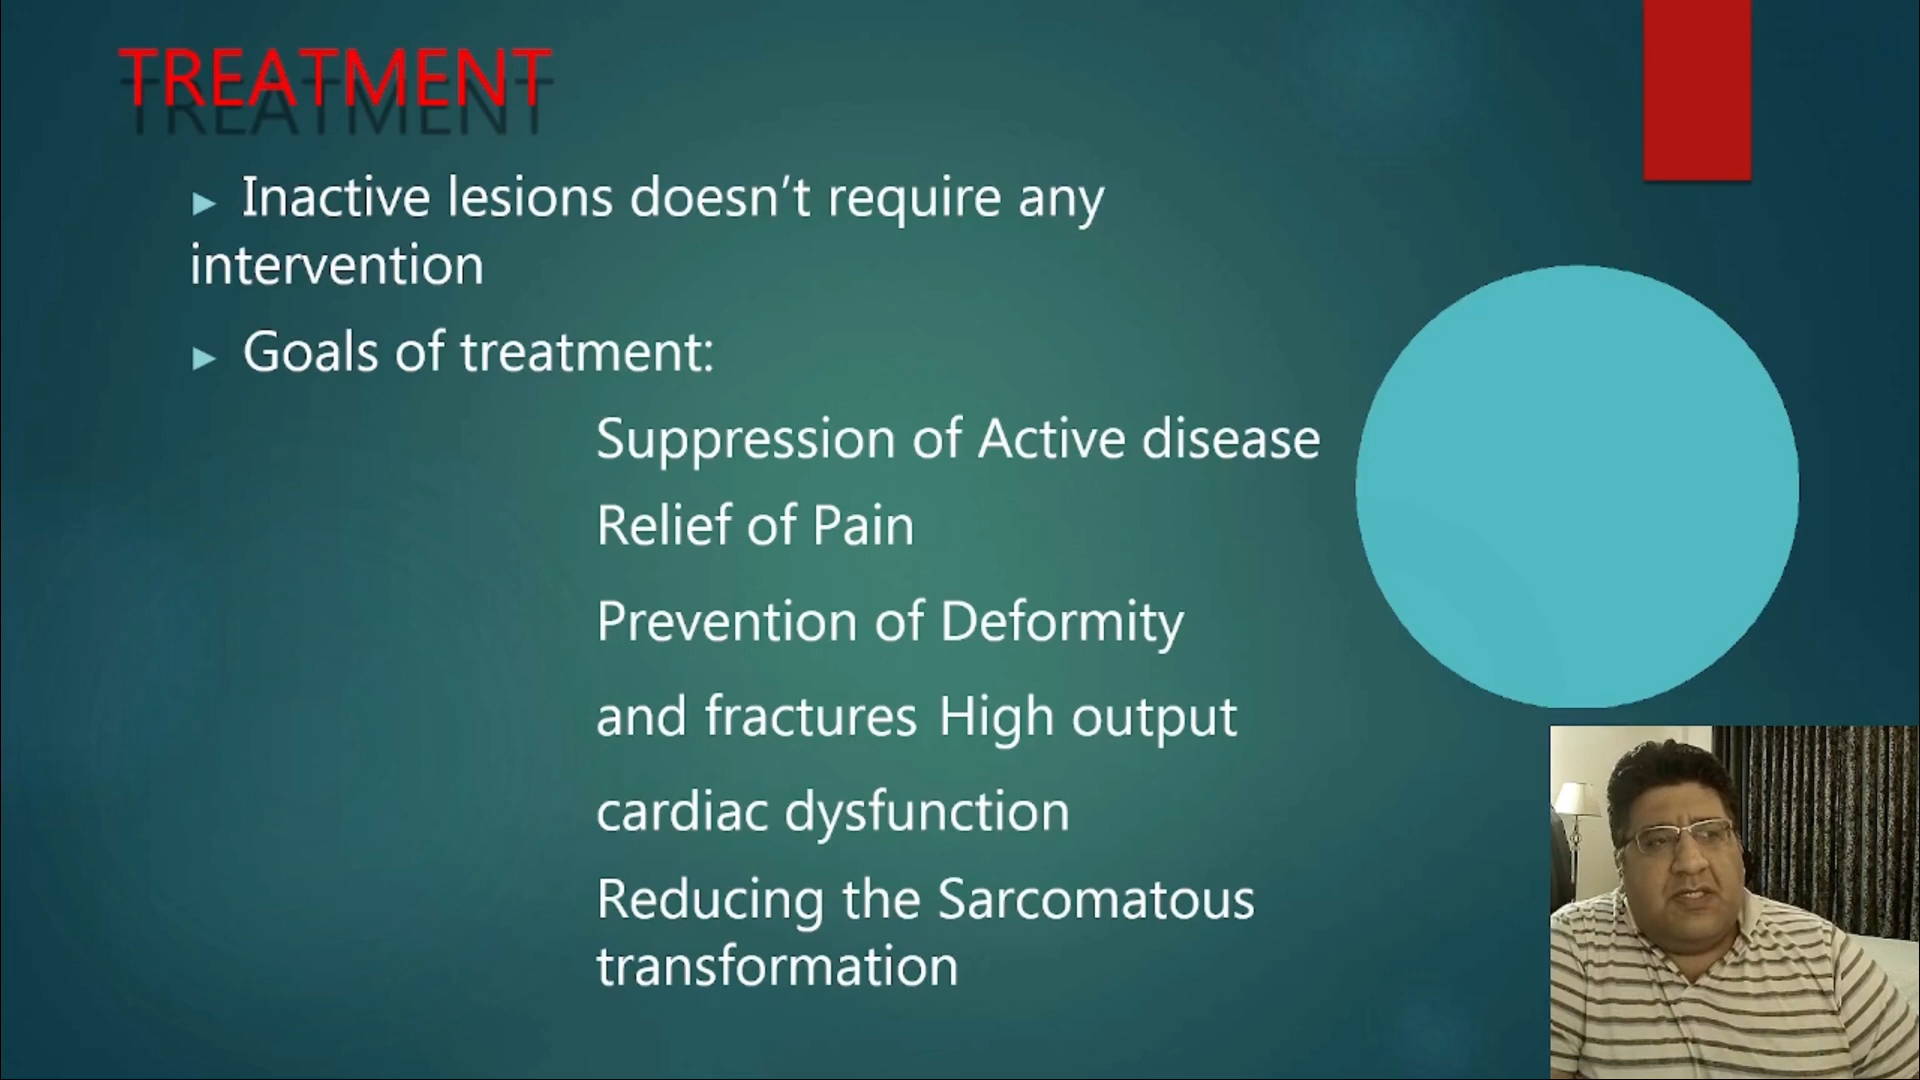 TREATMENT
► Inactive lesions doesn’t require any
intervention
► Goals of treatment:
Suppression of Active disease
Relief of Pain
Prevention of Deformity
and fractures High output
cardiac dysfunction
Reducing the Sarcomatous
transformation